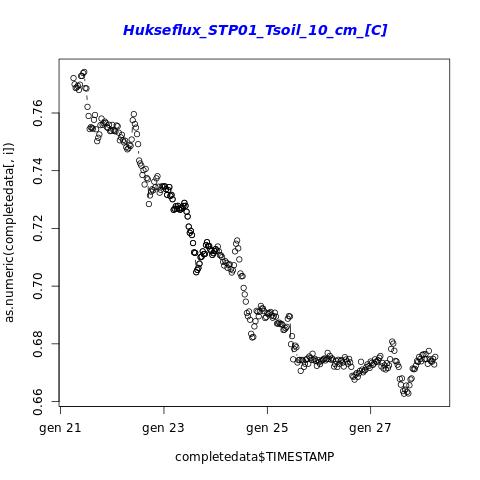 Hukseflux_STP01_Tsoil_10_cm_[C]
as.numeric(completedata[, i])
0.76
0.74
0.72
0.70
0.68
0.66
gen 21
gen 23
gen 25
gen 27
completedata$TIMESTAMP